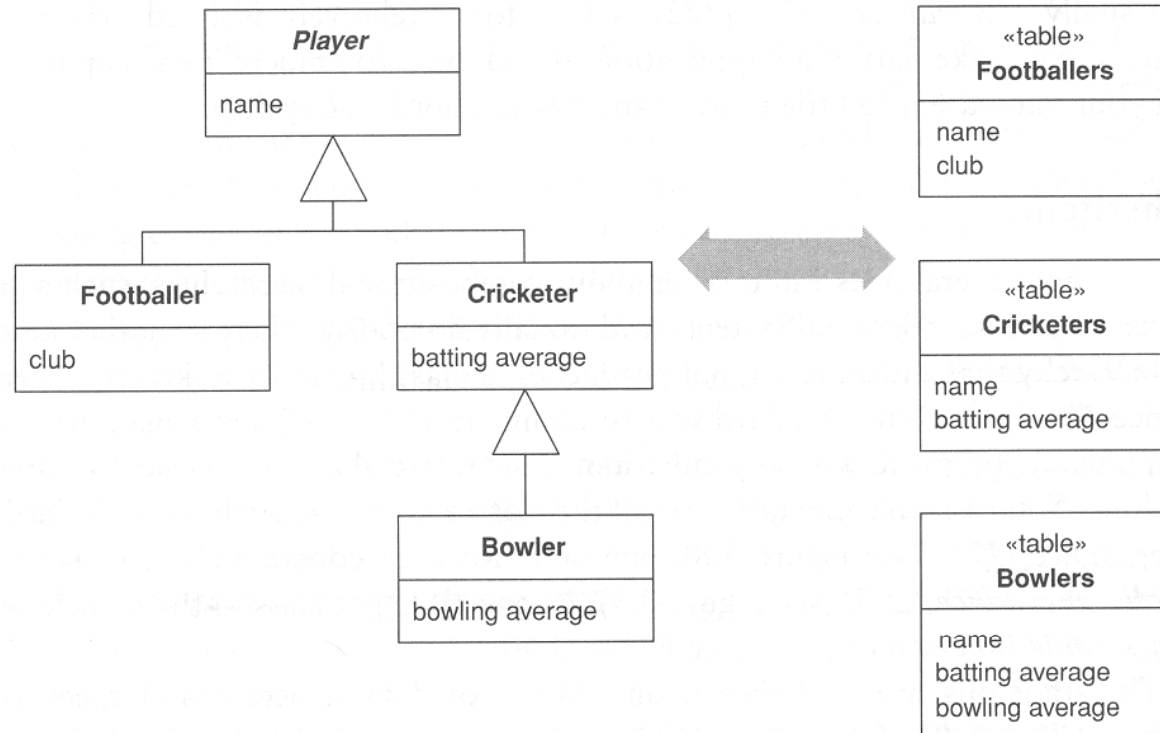 Player
name
Footballer
club
Cricketer
batting average
Bowler
bowling average
«table»
Footballers
name
club
«table»
Cricketers
name
batting average
«table»
Bowlers
name
batting average
bowling average